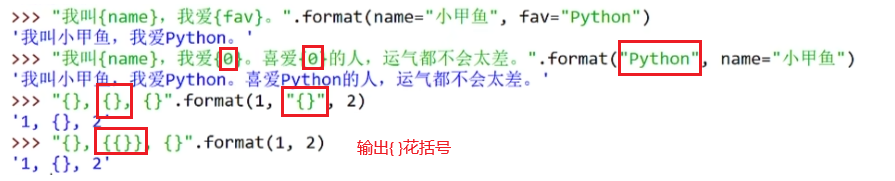 >>> "我叫{name}，我爱{fav}。".format(name="小甲鱼", fav="Python")
'我叫小甲鱼，我爱Python。'
>>> "我叫{name}，我爱{0}。喜爱{0}的人，运气都不会太差。".format("Python", name="小甲鱼")
'我叫小甲鱼，我爱Python。喜爱Python的人，运气都不会太差。'
>>> "{}, {}, {}".format(1, "{}", 2)
'1, {}, 2'
>>> "{}, {{}}, {}".format(1, 2) 输出{ }花括号
'1, {}, 2'